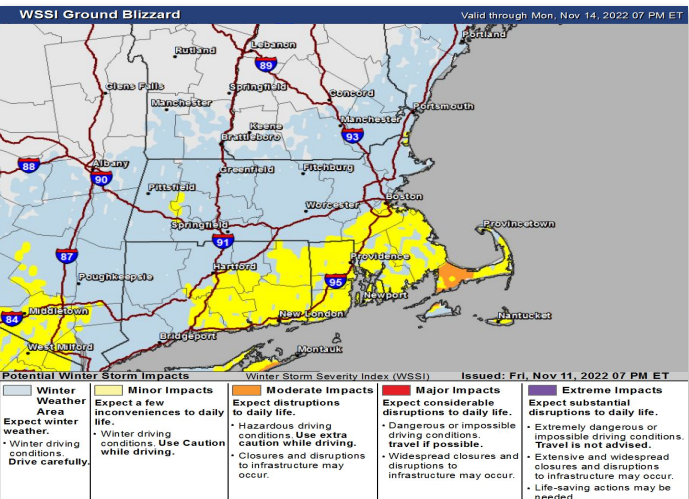 WSSI Ground Blizzard
Valid through Mon, Nov 14, 2022 07 PM ET
Portland
Rutland
Lebanon
89
Glens Falls
Springfield
Concord
Manchester
Portsmouth
Manchester
Keene
93
Brattleboro
88
Albany
90
Greenfield
Fitchburg
Pittsfield
Boston
Worcester
Springfield
Provincetown
91
87
Hartford
Providence
Poughkeepsie
95
Newport
Middletown
84
New London
Nantucket
Bridgeport
West Milford
Montauk
Potential Winter Storm Impacts
Winter Storm Severity Index (WSSI)
Issued: Fri, Nov 11, 2022 07 PM ET
Winter
Weather
Area
Expect winter
weather.
• Winter driving
conditions.
Drive carefully.
Minor Impacts
Expect a few
inconveniences to daily
life.
• Winter driving
conditions. Use Caution
while driving.
Moderate Impacts
Expect distruptions
to daily life.
• Hazardous driving
conditions. Use extra
caution while driving.
• Closures and disruptions
to infrastructure may
occur.
Major Impacts
Expect considerable
disruptions to daily life.
• Dangerous or impossible
driving conditions.
travel if possible.
• Widespread closures and
disruptions to
infrastructure may occur.
Extreme Impacts
Expect substantial
disruptions to daily life.
• Extremely dangerous or
impossible driving conditions.
Travel is not advised.
• Extensive and widespread
closures and disruptions
to infrastructure may occur.
• Life-saving actions may be
needed.